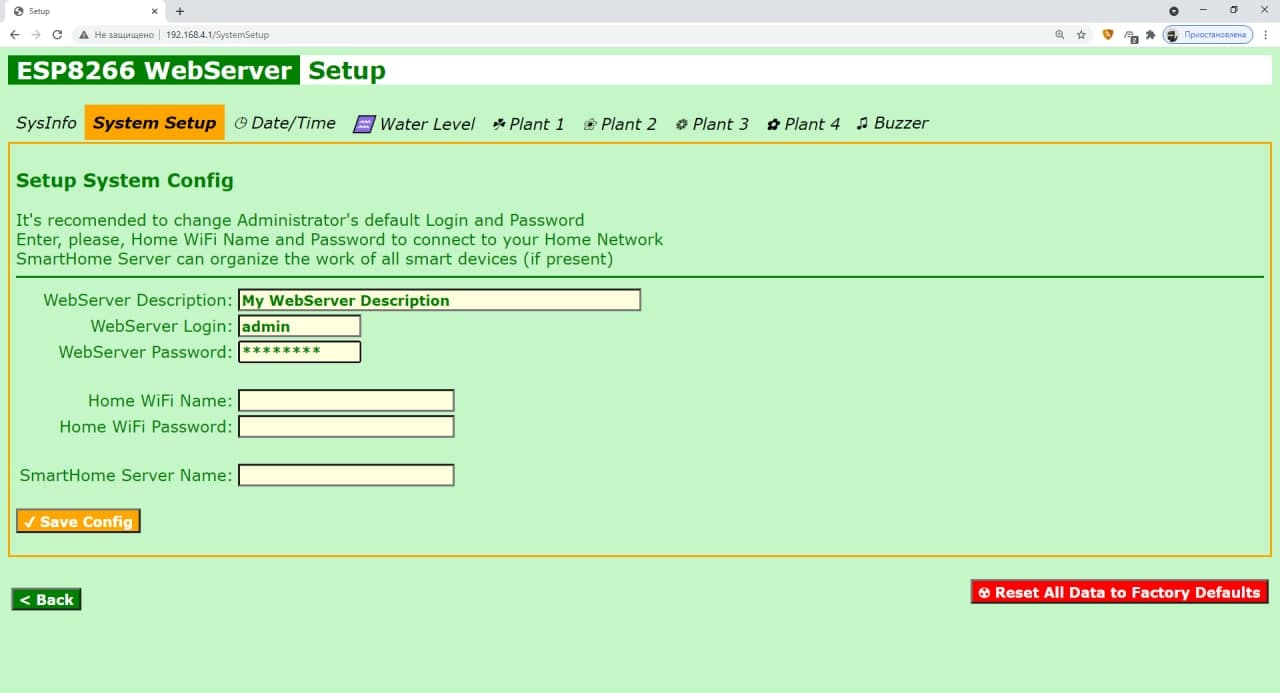 Setup
Не защищено 192.168.4.1/SystemSetup
2
Приостановлена
ESP8266 WebServer Setup
SysInfo System Setup Date/Time Water Level Plant 1 Plant 2 Plant 3 Plant 4 Buzzer
Setup System Config
It's recomended to change Administrator's default Login and Password
Enter, please, Home WiFi Name and Password to connect to your Home Network
SmartHome Server can organize the work of all smart devices (if present)
WebServer Description: My WebServer Description
WebServer Login: admin
WebServer Password: ********
Home WiFi Name:
Home WiFi Password:
SmartHome Server Name:
✓ Save Config
< Back
☢ Reset All Data to Factory Defaults